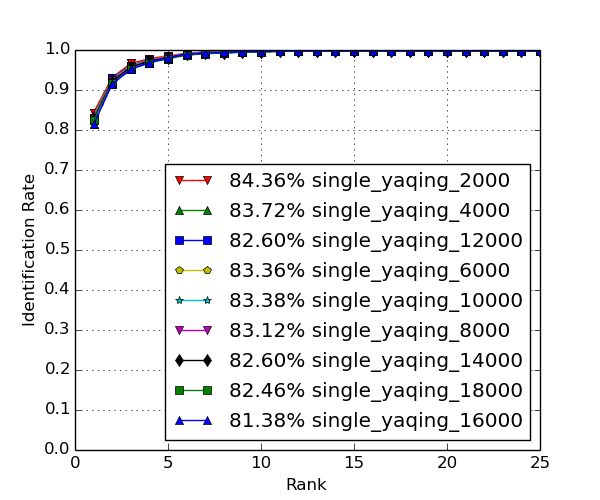 1.0
0.9
0.8
0.7
0.6
0.5
0.4
0.3
0.2
0.1
0.0
Identification Rate
84.36% single_yaqing_2000
83.72% single_yaqing_4000
82.60% single_yaqing_12000
83.36% single_yaqing_6000
83.38% single_yaqing_10000
83.12% single_yaqing_8000
82.60% single_yaqing_14000
82.46% single_yaqing_18000
81.38% single_yaqing_16000
0 5 10 15 20 25
Rank